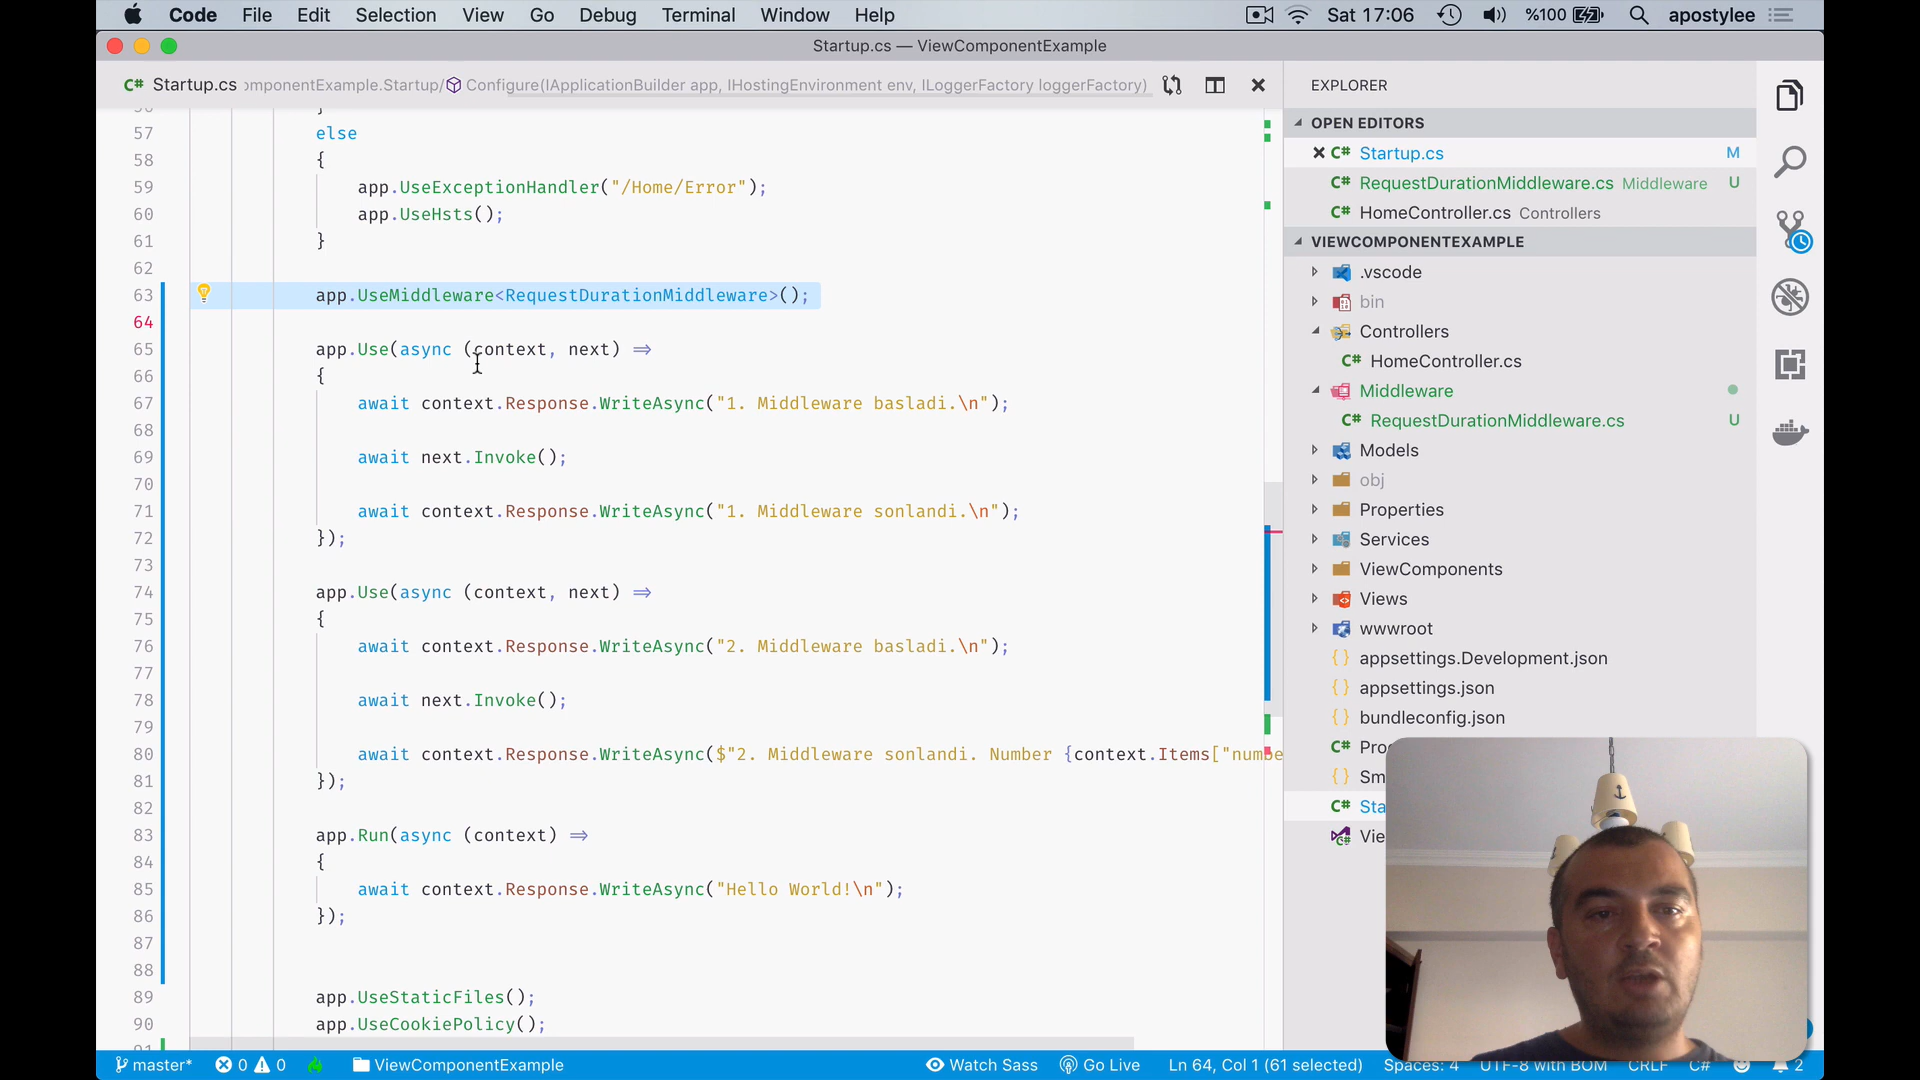 Code File Edit Selection View Go Debug Terminal Window Help Sat 17:06 %100 apostylee
Startup.cs — ViewComponentExample
C# Startup.cs omponentExample.Startup/ Configure(IApplicationBuilder app, IHostingEnvironment env, ILoggerFactory loggerFactory)
56 }
57 else
58 {
59 app.UseExceptionHandler("/Home/Error");
60 app.UseHsts();
61 }
62
63 app.UseMiddleware<RequestDurationMiddleware>();
64
65 app.Use(async (context, next) =>
66 {
67 await context.Response.WriteAsync("1. Middleware basladi.\n");
68
69 await next.Invoke();
70
71 await context.Response.WriteAsync("1. Middleware sonlandi.\n");
72 });
73
74 app.Use(async (context, next) =>
75 {
76 await context.Response.WriteAsync("2. Middleware basladi.\n");
77
78 await next.Invoke();
79
80 await context.Response.WriteAsync($"2. Middleware sonlandi. Number {context.Items["numbe
81 });
82
83 app.Run(async (context) =>
84 {
85 await context.Response.WriteAsync("Hello World!\n");
86 });
87
88
89 app.UseStaticFiles();
90 app.UseCookiePolicy();
91
EXPLORER
OPEN EDITORS
C# Startup.cs M
C# RequestDurationMiddleware.cs Middleware U
C# HomeController.cs Controllers
VIEWCOMPONENTEXAMPLE
.vscode
bin
Controllers
C# HomeController.cs
Middleware
C# RequestDurationMiddleware.cs U
Models
obj
Properties
Services
ViewComponents
Views
wwwroot
{} appsettings.Development.json
{} appsettings.json
{} bundleconfig.json
C# Pro
{} Sm
C# Sta
Vie
master* 0 0 ViewComponentExample Watch Sass Go Live Ln 64, Col 1 (61 selected) Spaces: 4 UTF-8 with BOM CRLF C# 2